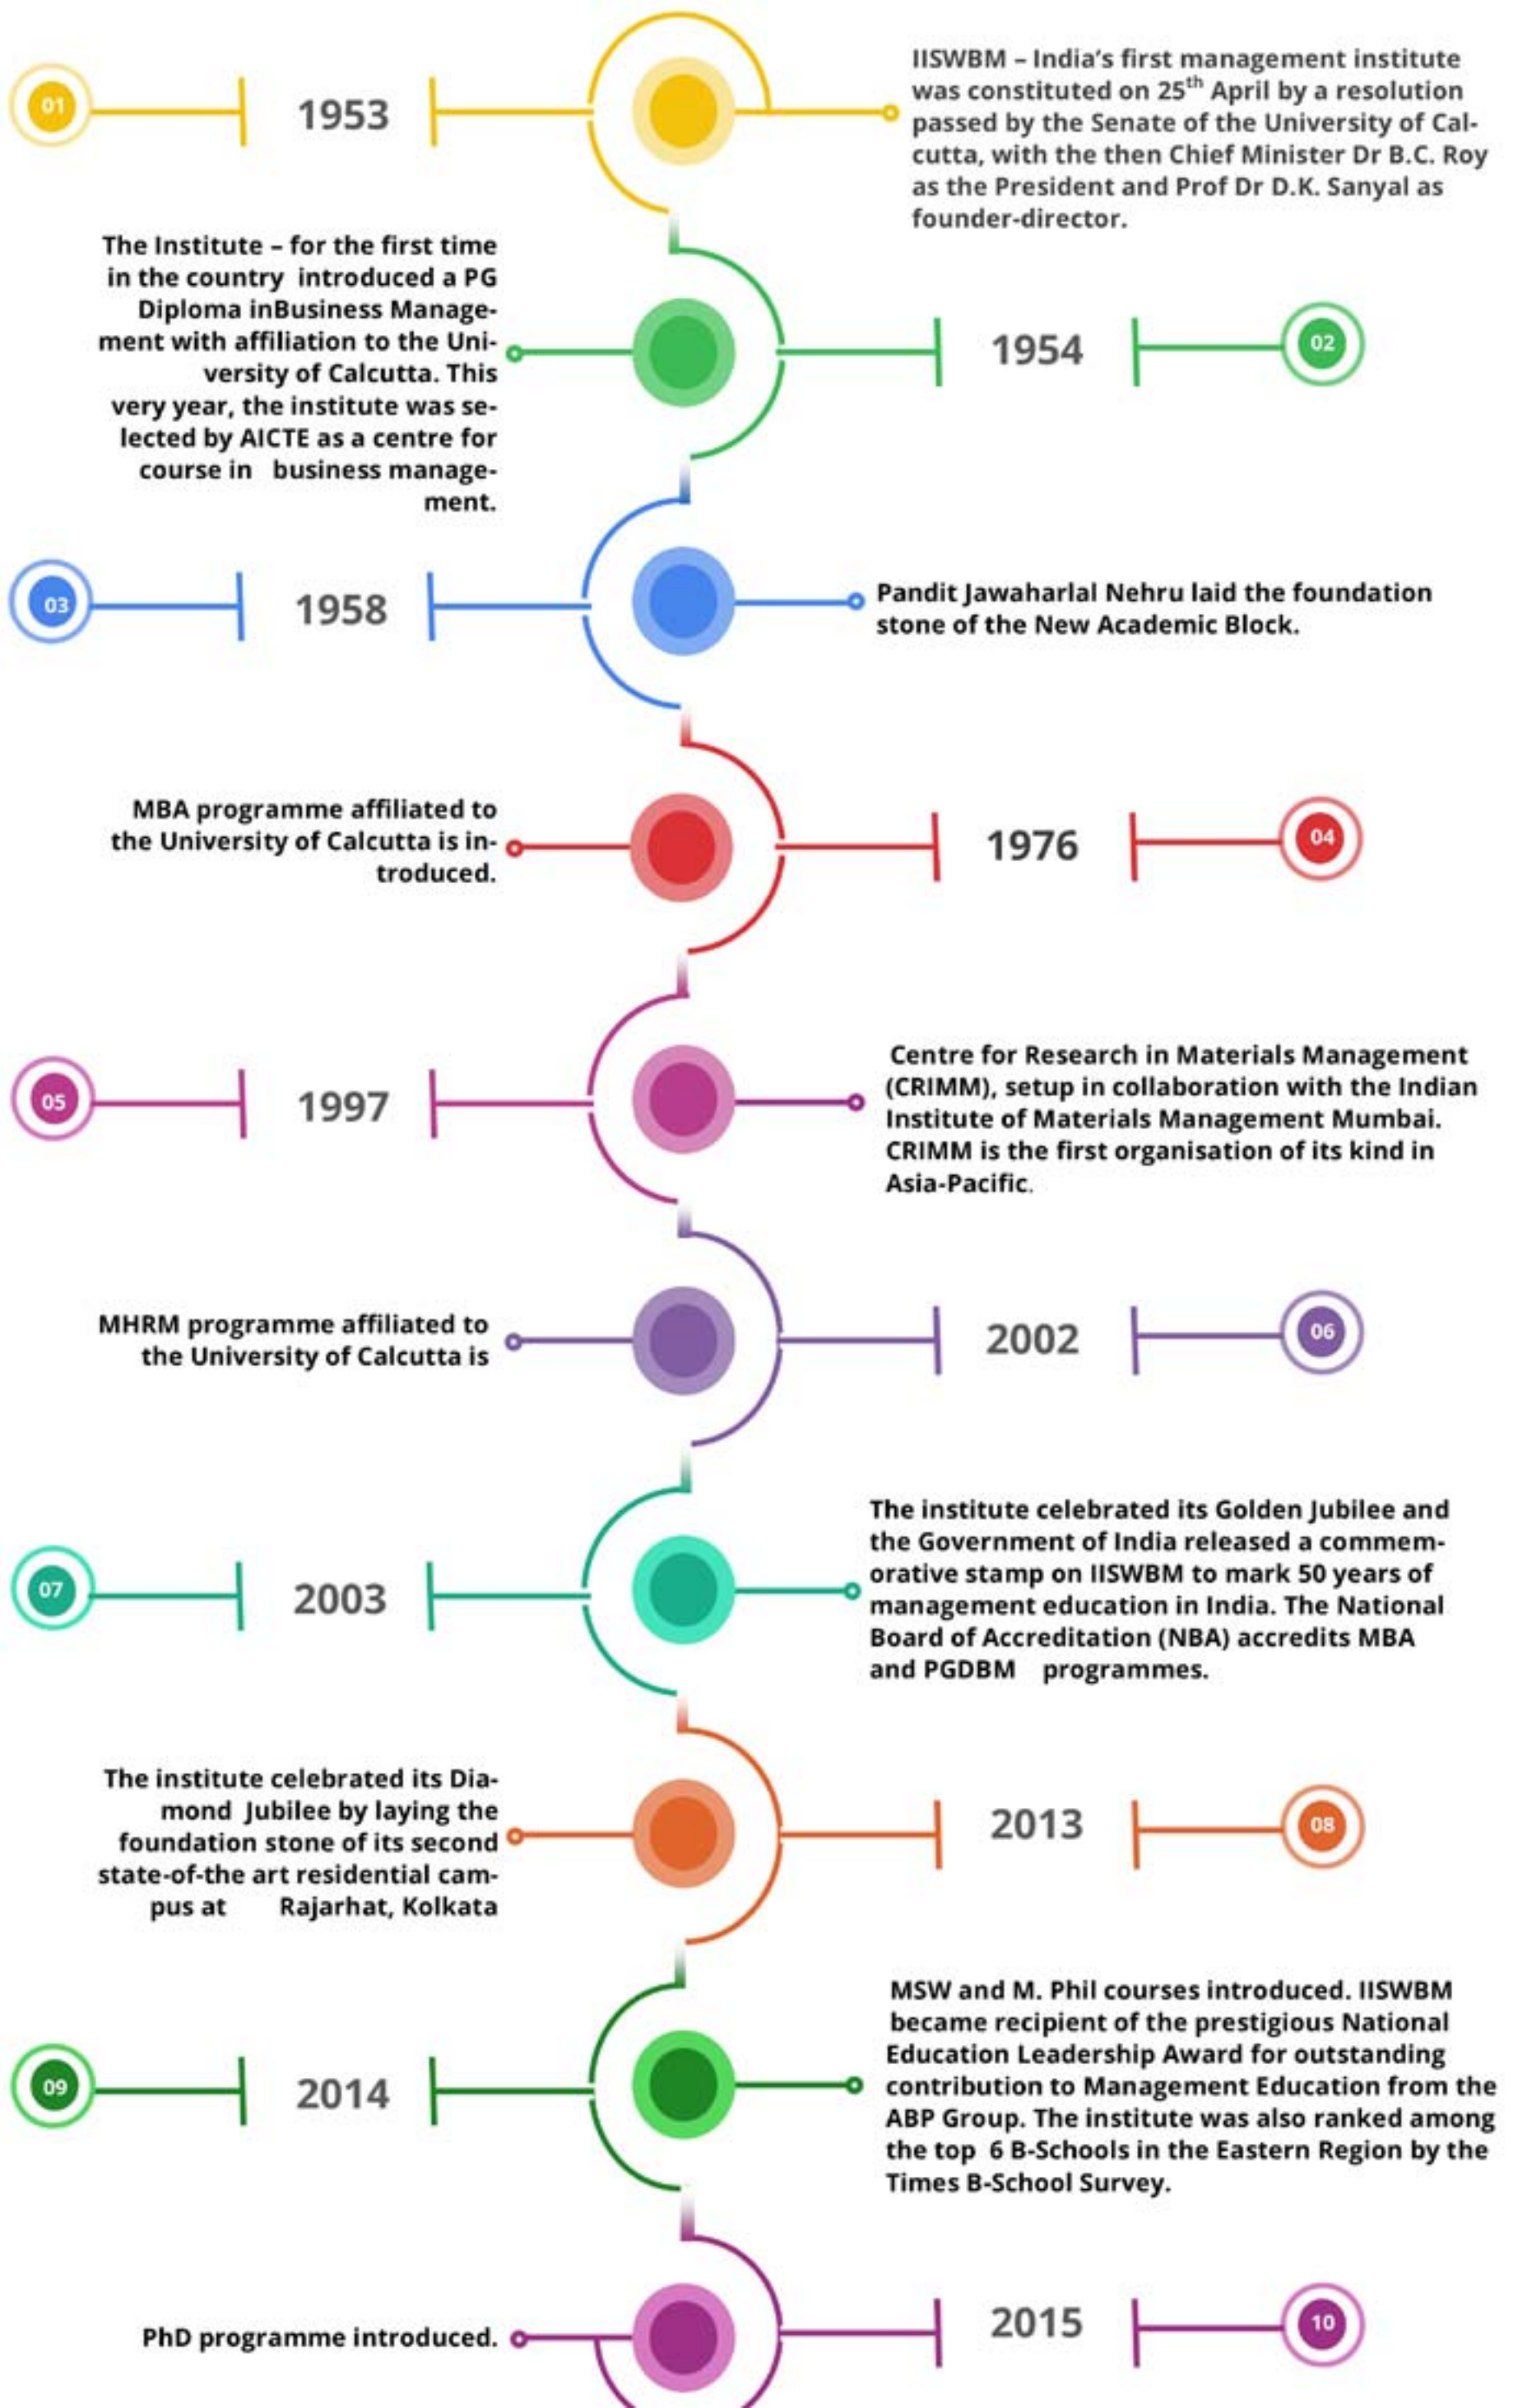 01
1953
IISWBM – India’s first management institute
was constituted on 25th April by a resolution
passed by the Senate of the University of Cal-
cutta, with the then Chief Minister Dr B.C. Roy
as the President and Prof Dr D.K. Sanyal as
founder-director.
The Institute – for the first time
in the country introduced a PG
Diploma inBusiness Manage-
ment with affiliation to the Uni-
versity of Calcutta. This
very year, the institute was se-
lected by AICTE as a centre for
course in business manage-
ment.
1954
02
03
1958
Pandit Jawaharlal Nehru laid the foundation
stone of the New Academic Block.
MBA programme affiliated to
the University of Calcutta is in-
troduced.
1976
04
05
1997
Centre for Research in Materials Management
(CRIMM), setup in collaboration with the Indian
Institute of Materials Management Mumbai.
CRIMM is the first organisation of its kind in
Asia-Pacific.
MHRM programme affiliated to
the University of Calcutta is
2002
06
07
2003
The institute celebrated its Golden Jubilee and
the Government of India released a commem-
orative stamp on IISWBM to mark 50 years of
management education in India. The National
Board of Accreditation (NBA) accredits MBA
and PGDBM programmes.
The institute celebrated its Dia-
mond Jubilee by laying the
foundation stone of its second
state-of-the art residential cam-
pus at Rajarhat, Kolkata
2013
08
09
2014
MSW and M. Phil courses introduced. IISWBM
became recipient of the prestigious National
Education Leadership Award for outstanding
contribution to Management Education from the
ABP Group. The institute was also ranked among
the top 6 B-Schools in the Eastern Region by the
Times B-School Survey.
PhD programme introduced.
2015
10